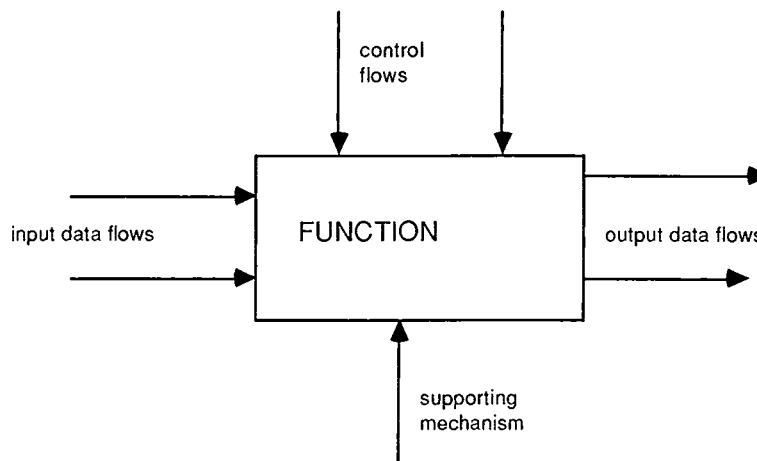 control
flows
input data flows
FUNCTION
output data flows
supporting
mechanism